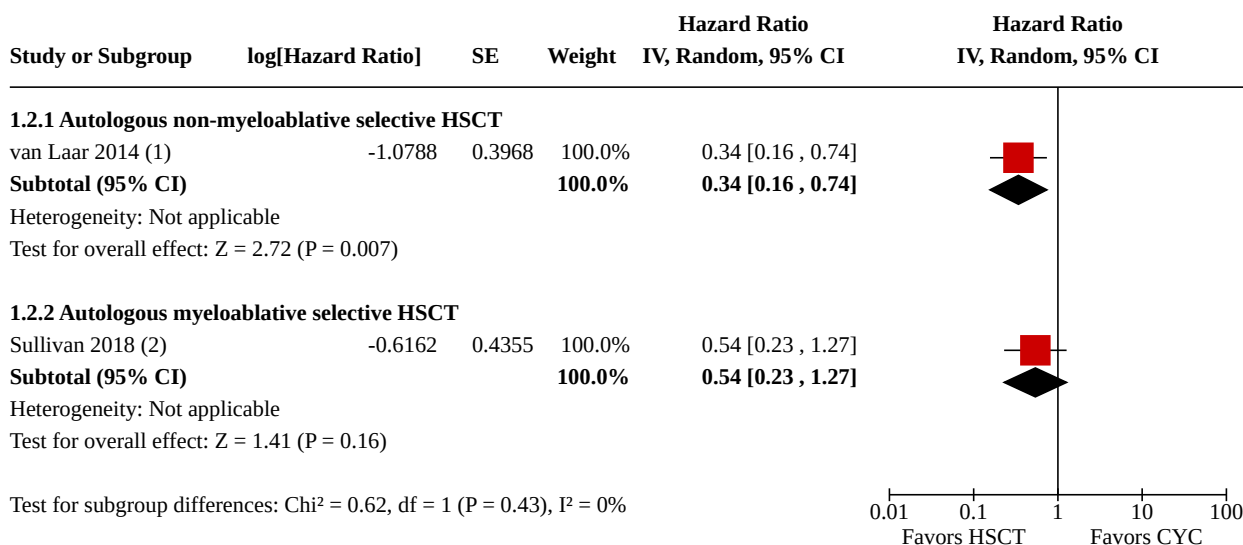 Hazard Ratio Hazard Ratio
Study or Subgroup log[Hazard Ratio] SE Weight IV, Random, 95% CI IV, Random, 95% CI
1.2.1 Autologous non-myeloablative selective HSCT
van Laar 2014 (1) -1.0788 0.3968 100.0% 0.34 [0.16 , 0.74]
Subtotal (95% CI) 100.0% 0.34 [0.16 , 0.74]
Heterogeneity: Not applicable
Test for overall effect: Z = 2.72 (P = 0.007)
1.2.2 Autologous myeloablative selective HSCT
Sullivan 2018 (2) -0.6162 0.4355 100.0% 0.54 [0.23 , 1.27]
Subtotal (95% CI) 100.0% 0.54 [0.23 , 1.27]
Heterogeneity: Not applicable
Test for overall effect: Z = 1.41 (P = 0.16)
Test for subgroup differences: Chi² = 0.62, df = 1 (P = 0.43), I² = 0%
0.01 0.1 1 10 100
Favors HSCT Favors CYC